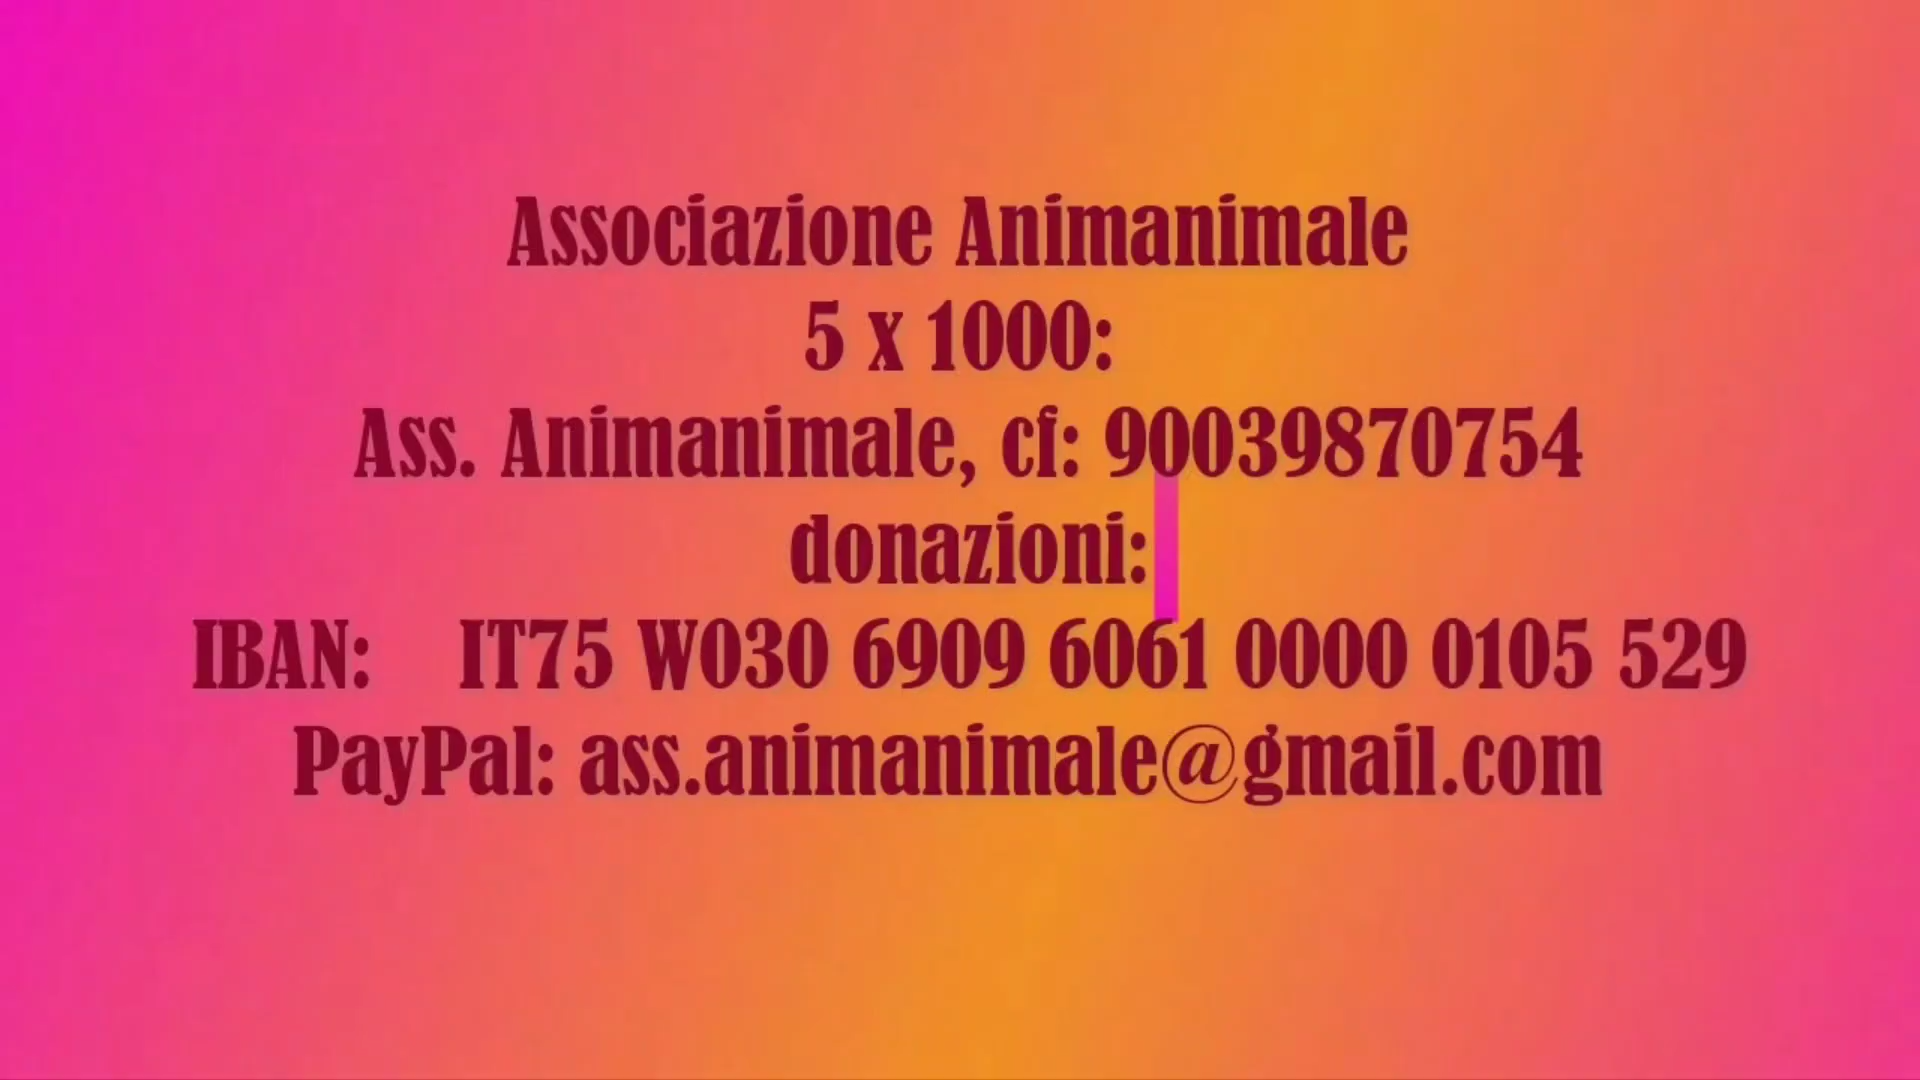 Associazione Animanimale
5 x 1000:
Ass. Animanimale, cf: 90039870754
donazioni:
IBAN: IT75 W030 6909 6061 0000 0105 529
PayPal: ass.animanimale@gmail.com